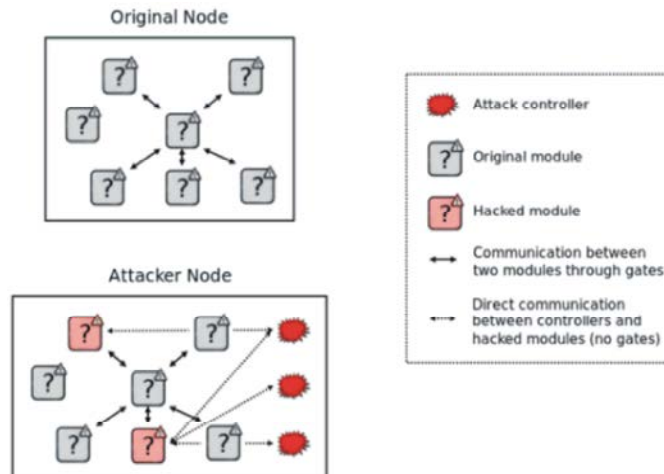 Original Node
?
?
?
?
?
?
?
Attack controller
? Original module
? Hacked module
Communication between
two modules through gates
Direct communication
between controllers and
hacked modules (no gates)
Attacker Node
?
?
?
?
?
?
?